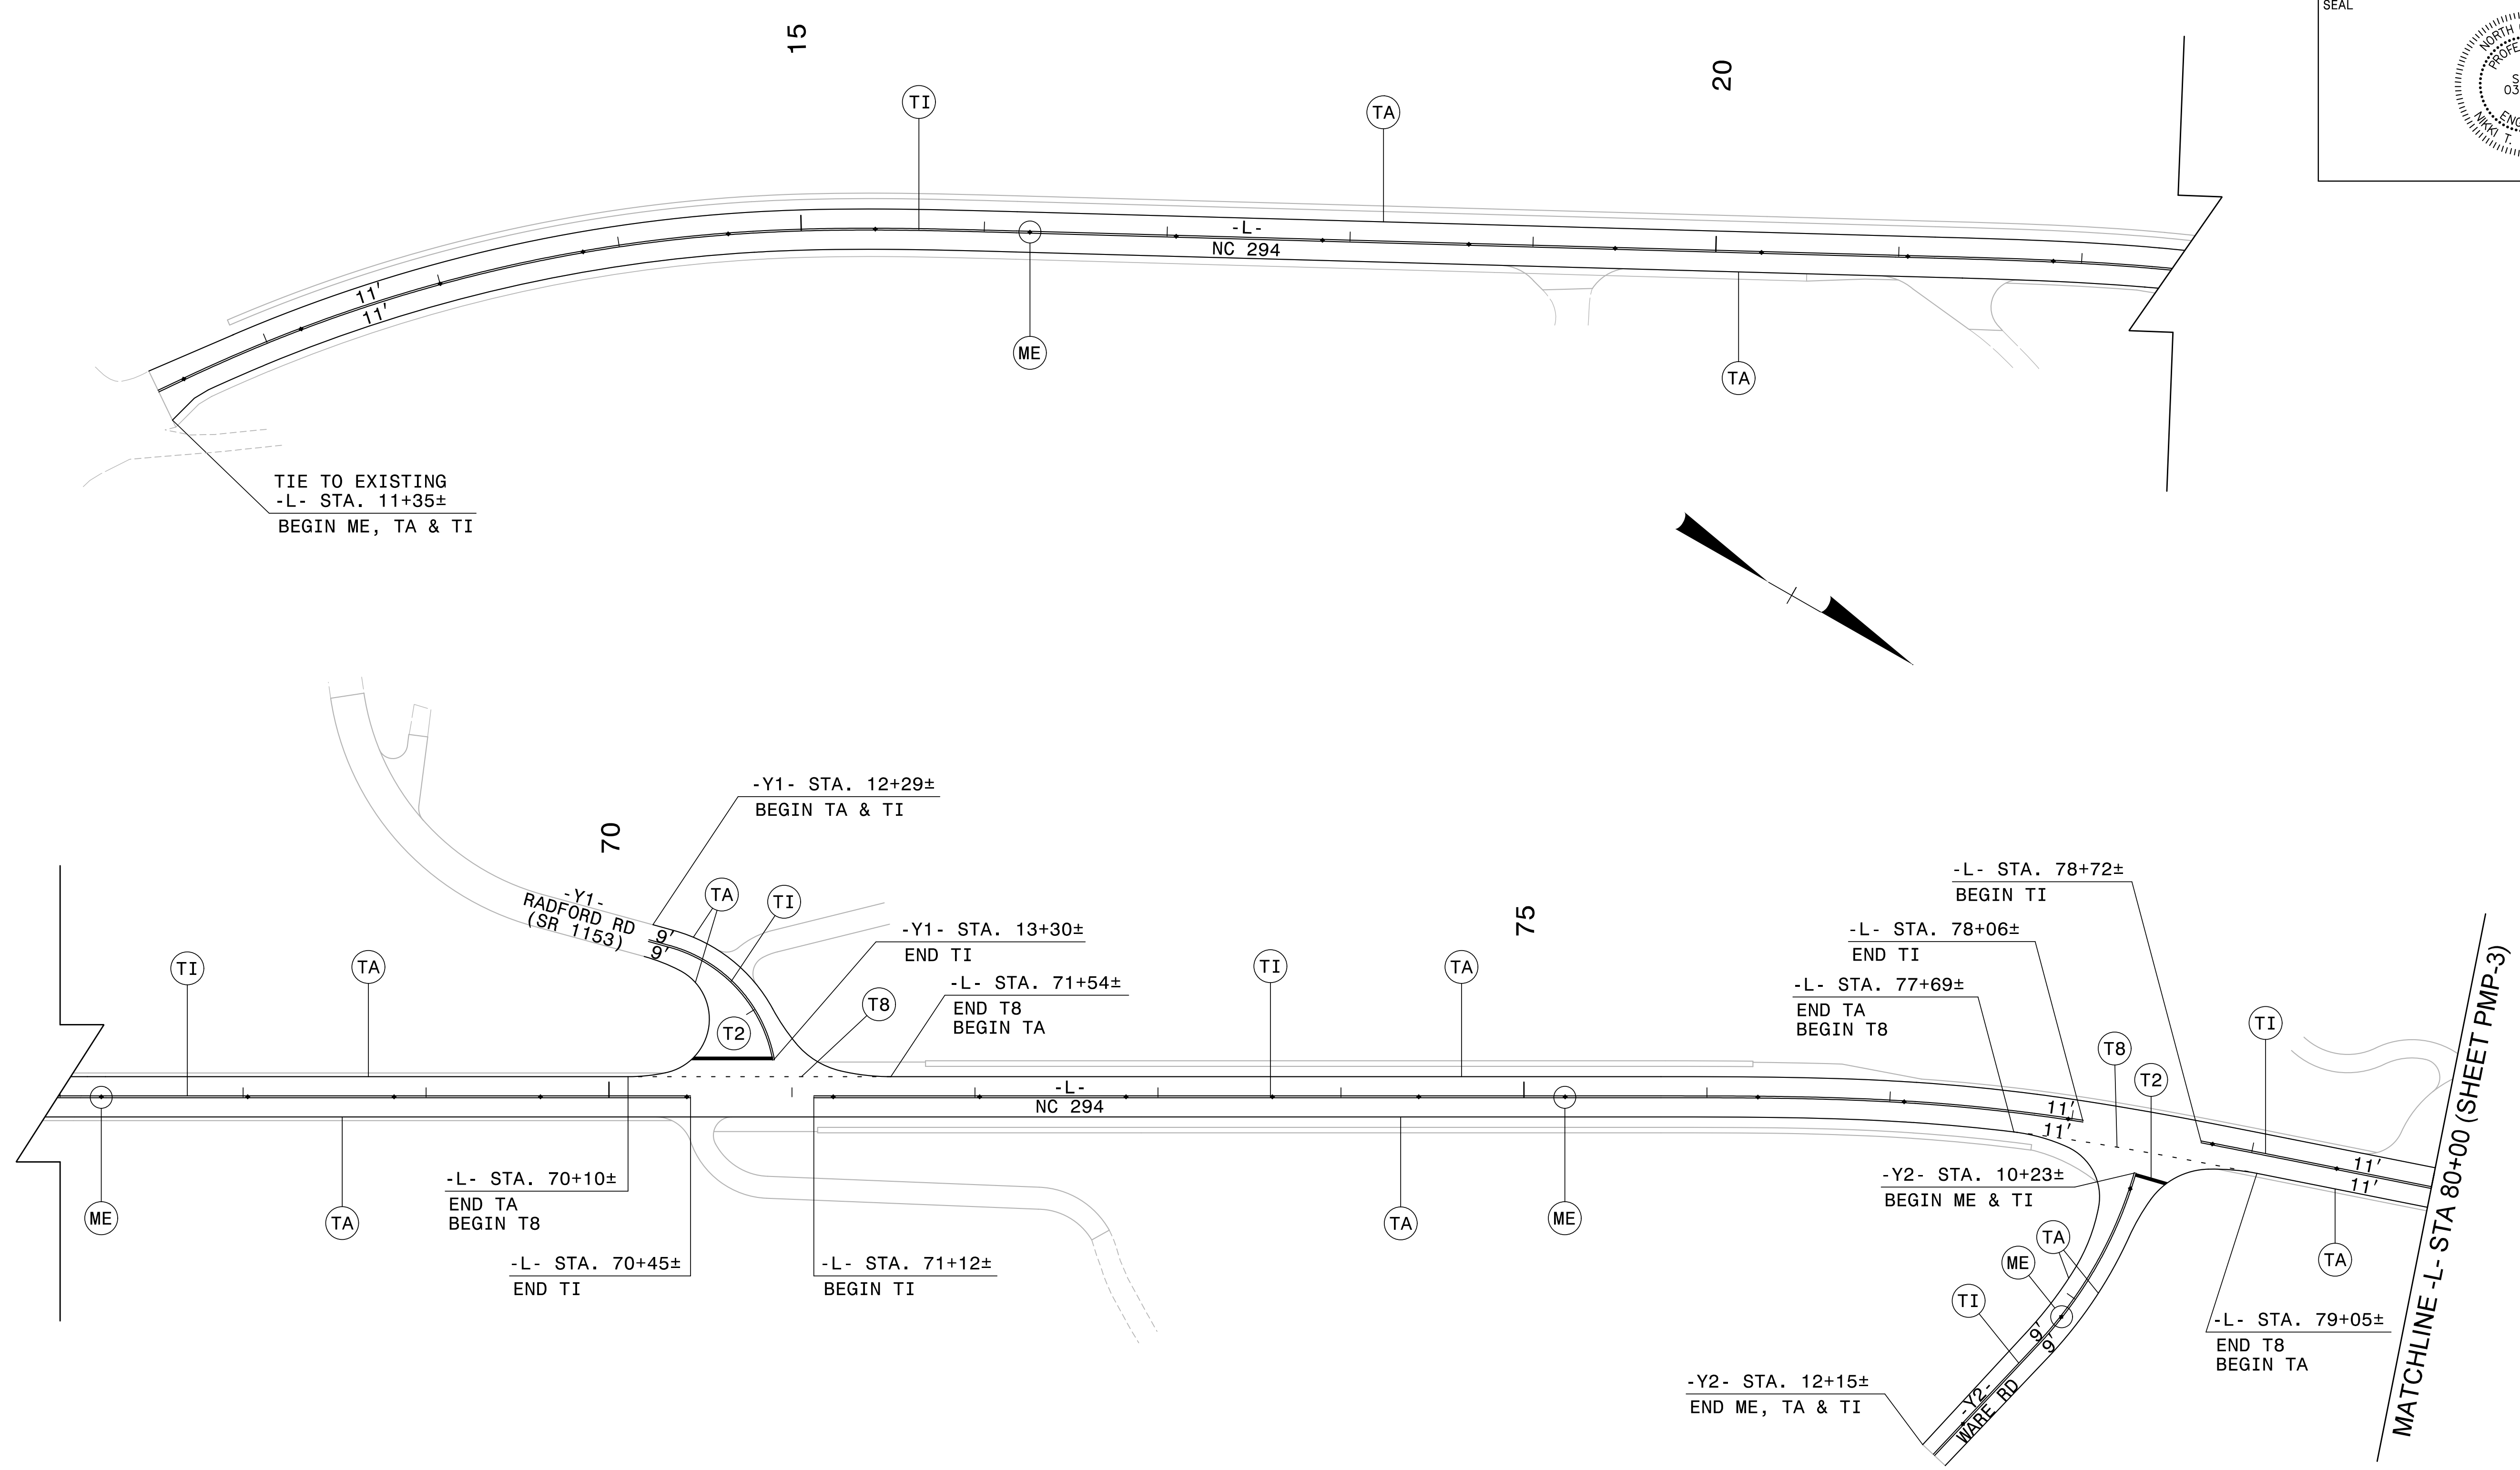 SEAL
NORTH
PROFE
S
03
ENG
NIKKI T.
15
20
TI
TA
-L-
NC 294
11'
11'
ME
TA
TIE TO EXISTING
-L- STA. 11+35±
BEGIN ME, TA & TI
-Y1- STA. 12+29±
BEGIN TA & TI
70
-Y1-
RADFORD RD
(SR 1153)
9'
9'
TA
TI
-Y1- STA. 13+30±
END TI
-L- STA. 71+54±
END T8
BEGIN TA
T8
T2
TI
TA
ME
TA
-L- STA. 70+10±
END TA
BEGIN T8
-L- STA. 70+45±
END TI
-L- STA. 71+12±
BEGIN TI
-L-
NC 294
TI
TA
75
TA
ME
-L- STA. 78+72±
BEGIN TI
-L- STA. 78+06±
END TI
-L- STA. 77+69±
END TA
BEGIN T8
11'
11'
T8
T2
TI
11'
11'
-Y2- STA. 10+23±
BEGIN ME & TI
TA
ME
TI
9'
9'
-Y2-
WARE RD
-Y2- STA. 12+15±
END ME, TA & TI
TA
-L- STA. 79+05±
END T8
BEGIN TA
MATCHLINE -L- STA 80+00 (SHEET PMP-3)